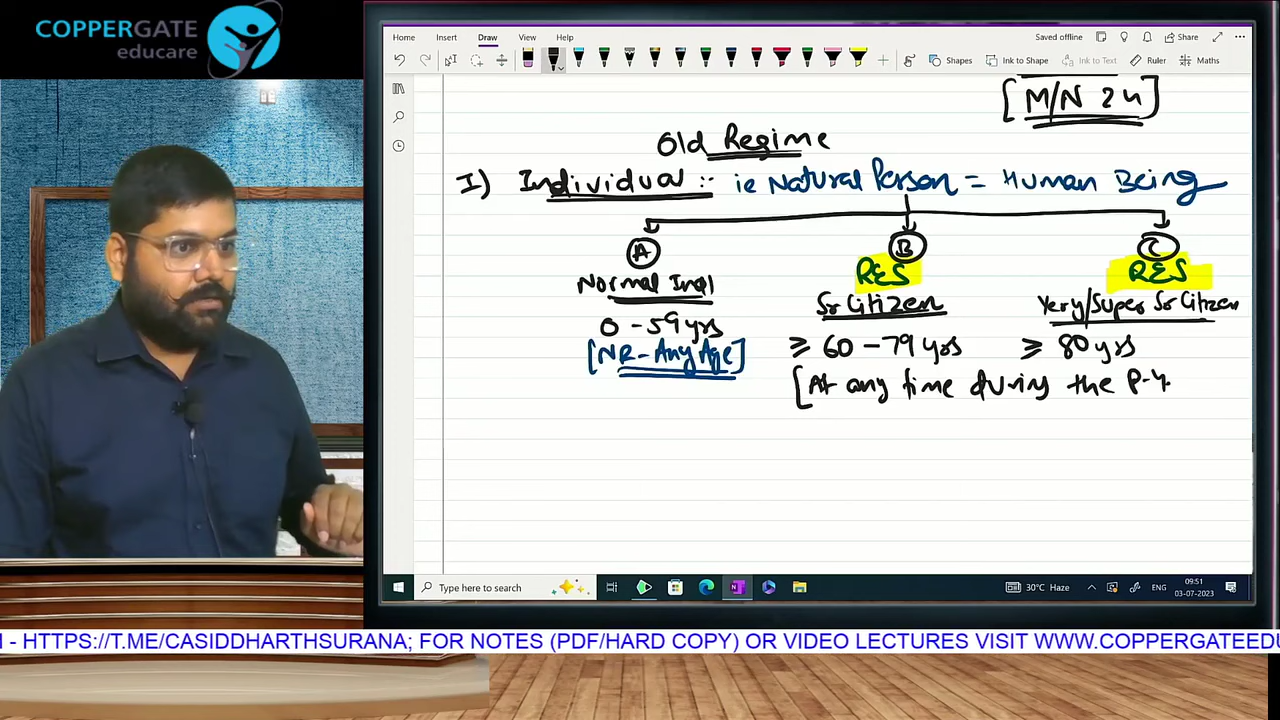 COPPERGATE
educare
Home Insert Draw View Help
Saved offline
Share
Shapes
Ink to Shape
Ink to Text
Ruler
Maths
[M/N 24]
Old Regime
I) Individual :- ie Natural Person = Human Being
A B C
Normal Indl
RES
Sr Citizen
RES
Very/Super Sr Citizen
0 - 59 yrs
≥ 60 - 79 yrs
≥ 80 yrs
[NR - Any Age]
[At any time during the P.Y.
Type here to search
30°C Haze
ENG
09:51
03-07-2023
- HTTPS://T.ME/CASIDDHARTHSURANA; FOR NOTES (PDF/HARD COPY) OR VIDEO LECTURES VISIT WWW.COPPERGATEEDU